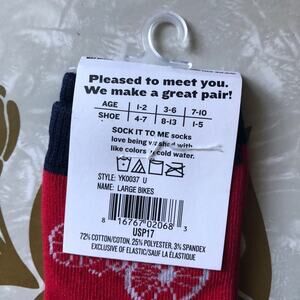 Pleased to meet you.
We make a great pair!
AGE 1-2 3-6 7-10
SHOE 4-7 8-13 1-5
SOCK IT TO ME socks
love being washed with
like colors in cold water.
STYLE: YK0037 U
NAME: LARGE BIKES
8 16767 02068 3
USP17
72% COTTON/COTON, 25% POLYESTER, 3% SPANDEX
EXCLUSIVE OF ELASTIC/SAUF LA ÉLASTIQUE